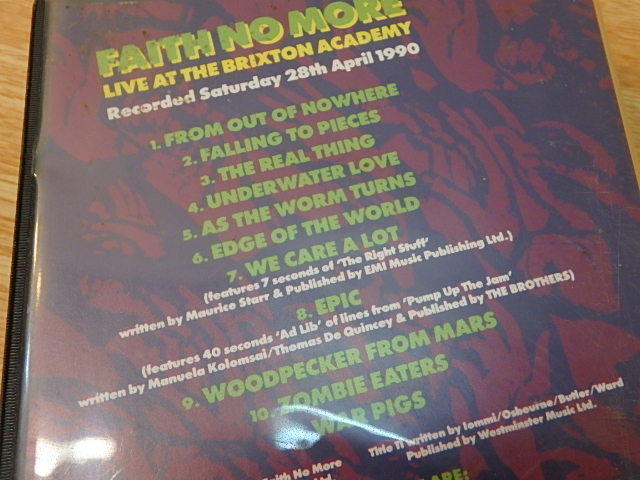 FAITH NO MORE
LIVE AT THE BRIXTON ACADEMY
Recorded Saturday 28th April 1990
1. FROM OUT OF NOWHERE
2. FALLING TO PIECES
3. THE REAL THING
4. UNDERWATER LOVE
5. AS THE WORM TURNS
6. EDGE OF THE WORLD
7. WE CARE A LOT
(features 7 seconds of 'The Right Stuff'
written by Maurice Starr & Published by EMI Music Publishing Ltd.)
8. EPIC
(features 40 seconds 'Ad Lib' of lines from 'Pump Up The Jam'
written by Manuela Kolomsai/Thomas De Quincey & Published by THE BROTHERS)
9. WOODPECKER FROM MARS
10. ZOMBIE EATERS
WAR PIGS
Title 11 written by Iommi/Osbourne/Butler/Ward
Published by Westminster Music Ltd.
Faith No More
Ltd.
ARE: